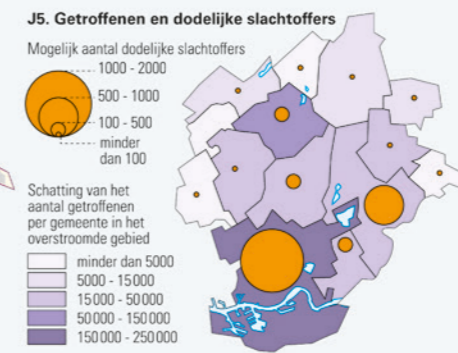 J5. Getroffenen en dodelijke slachtoffers
Mogelijk aantal dodelijke slachtoffers
1000 - 2000
500 - 1000
100 - 500
minder
dan 100
Schatting van het
aantal getroffenen
per gemeente in het
overstroomde gebied
minder dan 5000
5000 - 15 000
15 000 - 50 000
50 000 - 150 000
150 000 - 250 000